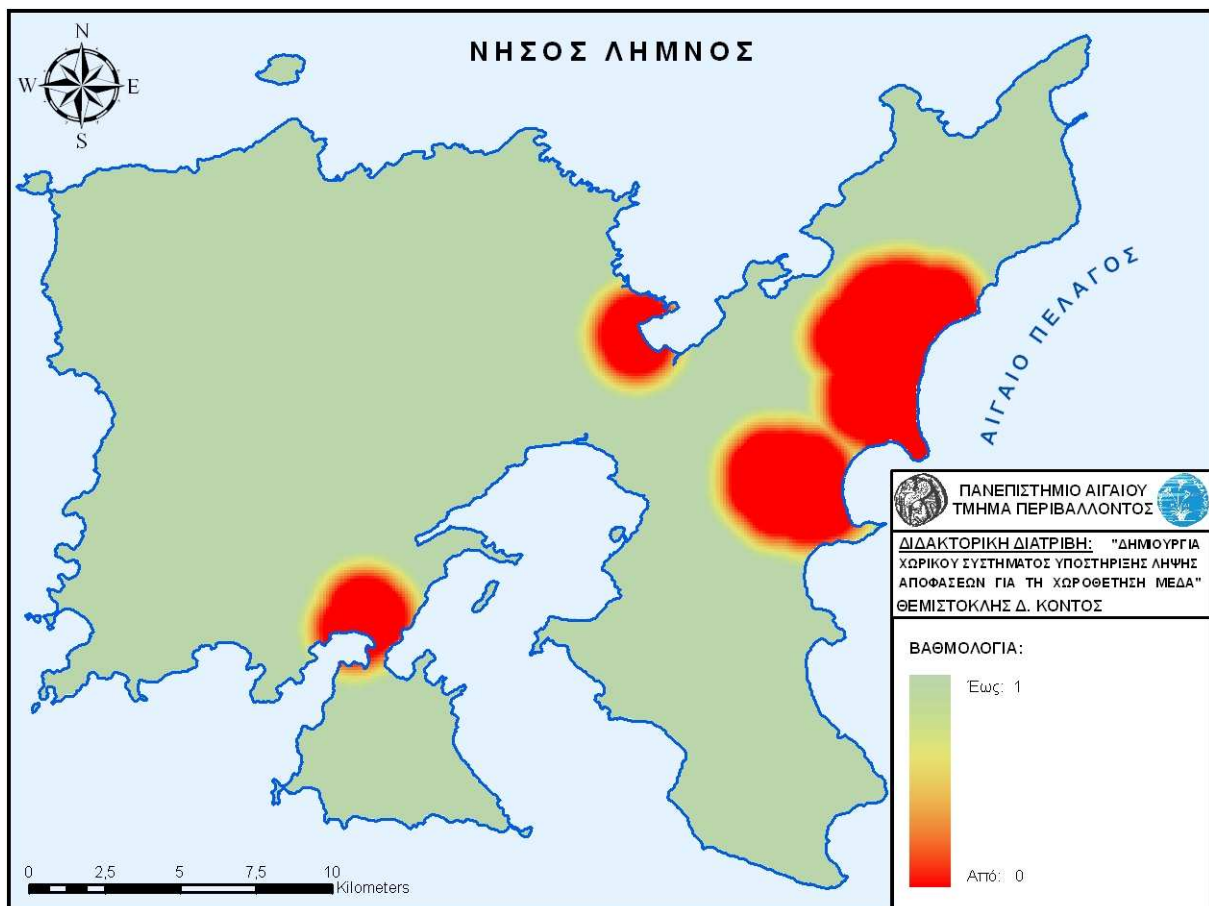 ΝΗΣΟΣ ΛΗΜΝΟΣ
N
W E
S
ΑΙΓΑΙΟ ΠΕΛΑΓΟΣ
ΠΑΝΕΠΙΣΤΗΜΙΟ ΑΙΓΑΙΟΥ
ΤΜΗΜΑ ΠΕΡΙΒΑΛΛΟΝΤΟΣ
ΔΙΔΑΚΤΟΡΙΚΗ ΔΙΑΤΡΙΒΗ: "ΔΗΜΙΟΥΡΓΙΑ
ΧΩΡΙΚΟΥ ΣΥΣΤΗΜΑΤΟΣ ΥΠΟΣΤΗΡΙΞΗΣ ΛΗΨΗΣ
ΑΠΟΦΑΣΕΩΝ ΓΙΑ ΤΗ ΧΩΡΟΘΕΤΗΣΗ ΜΕΔΑ"
ΘΕΜΙΣΤΟΚΛΗΣ Δ. ΚΟΝΤΟΣ
ΒΑΘΜΟΛΟΓΙΑ:
Έως: 1
Από: 0
0 2,5 5 7,5 10
Kilometers